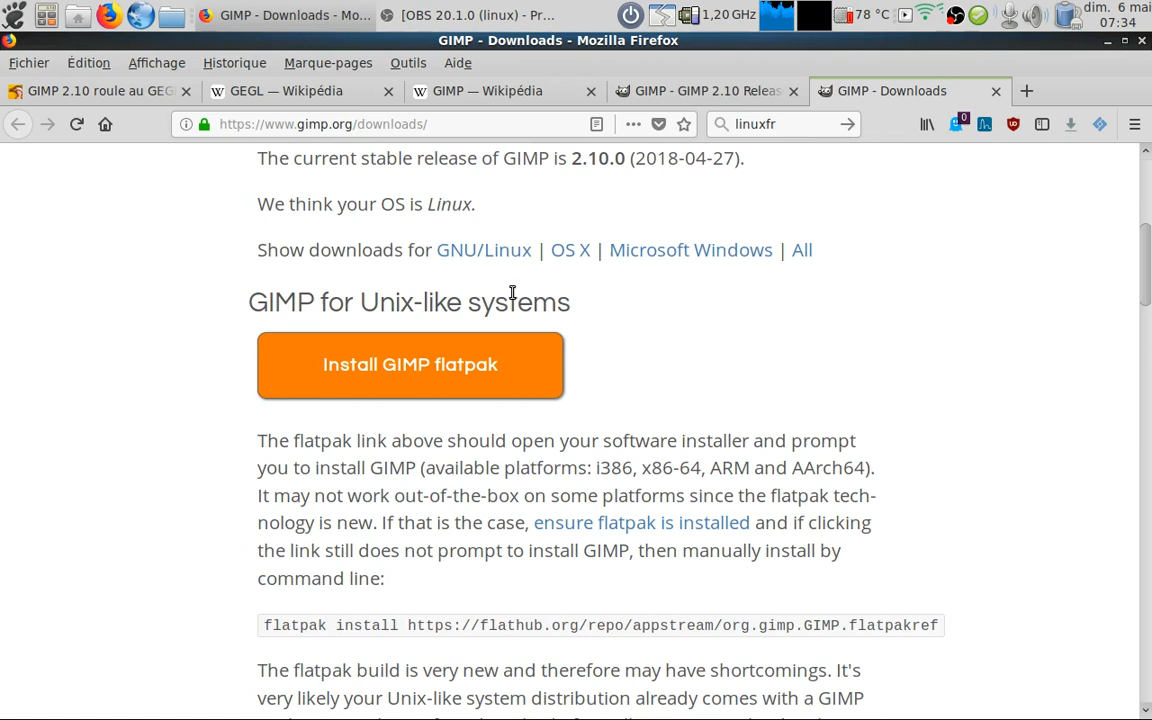 GIMP - Downloads - Mo...
[OBS 20.1.0 (linux) - Pr...
1,20 GHz
78 °C
dim. 6 mai
07:34
GIMP - Downloads - Mozilla Firefox
Fichier Édition Affichage Historique Marque-pages Outils Aide
GIMP 2.10 roule au GEG
GEGL — Wikipédia
GIMP — Wikipédia
GIMP - GIMP 2.10 Releas
GIMP - Downloads
https://www.gimp.org/downloads/
linuxfr
0
The current stable release of GIMP is 2.10.0 (2018-04-27).
We think your OS is Linux.
Show downloads for GNU/Linux | OS X | Microsoft Windows | All
GIMP for Unix-like systems
Install GIMP flatpak
The flatpak link above should open your software installer and prompt
you to install GIMP (available platforms: i386, x86-64, ARM and AArch64).
It may not work out-of-the-box on some platforms since the flatpak tech-
nology is new. If that is the case, ensure flatpak is installed and if clicking
the link still does not prompt to install GIMP, then manually install by
command line:
flatpak install https://flathub.org/repo/appstream/org.gimp.GIMP.flatpakref
The flatpak build is very new and therefore may have shortcomings. It's
very likely your Unix-like system distribution already comes with a GIMP